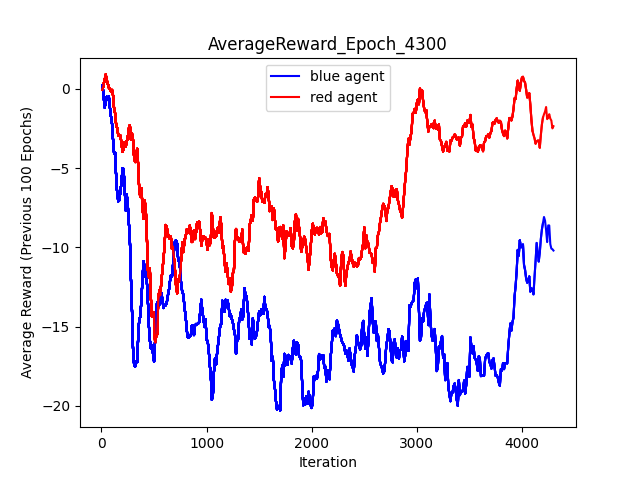 AverageReward_Epoch_4300
blue agent
red agent
Average Reward (Previous 100 Epochs)
0
−5
−10
−15
−20
0
1000
2000
3000
4000
Iteration